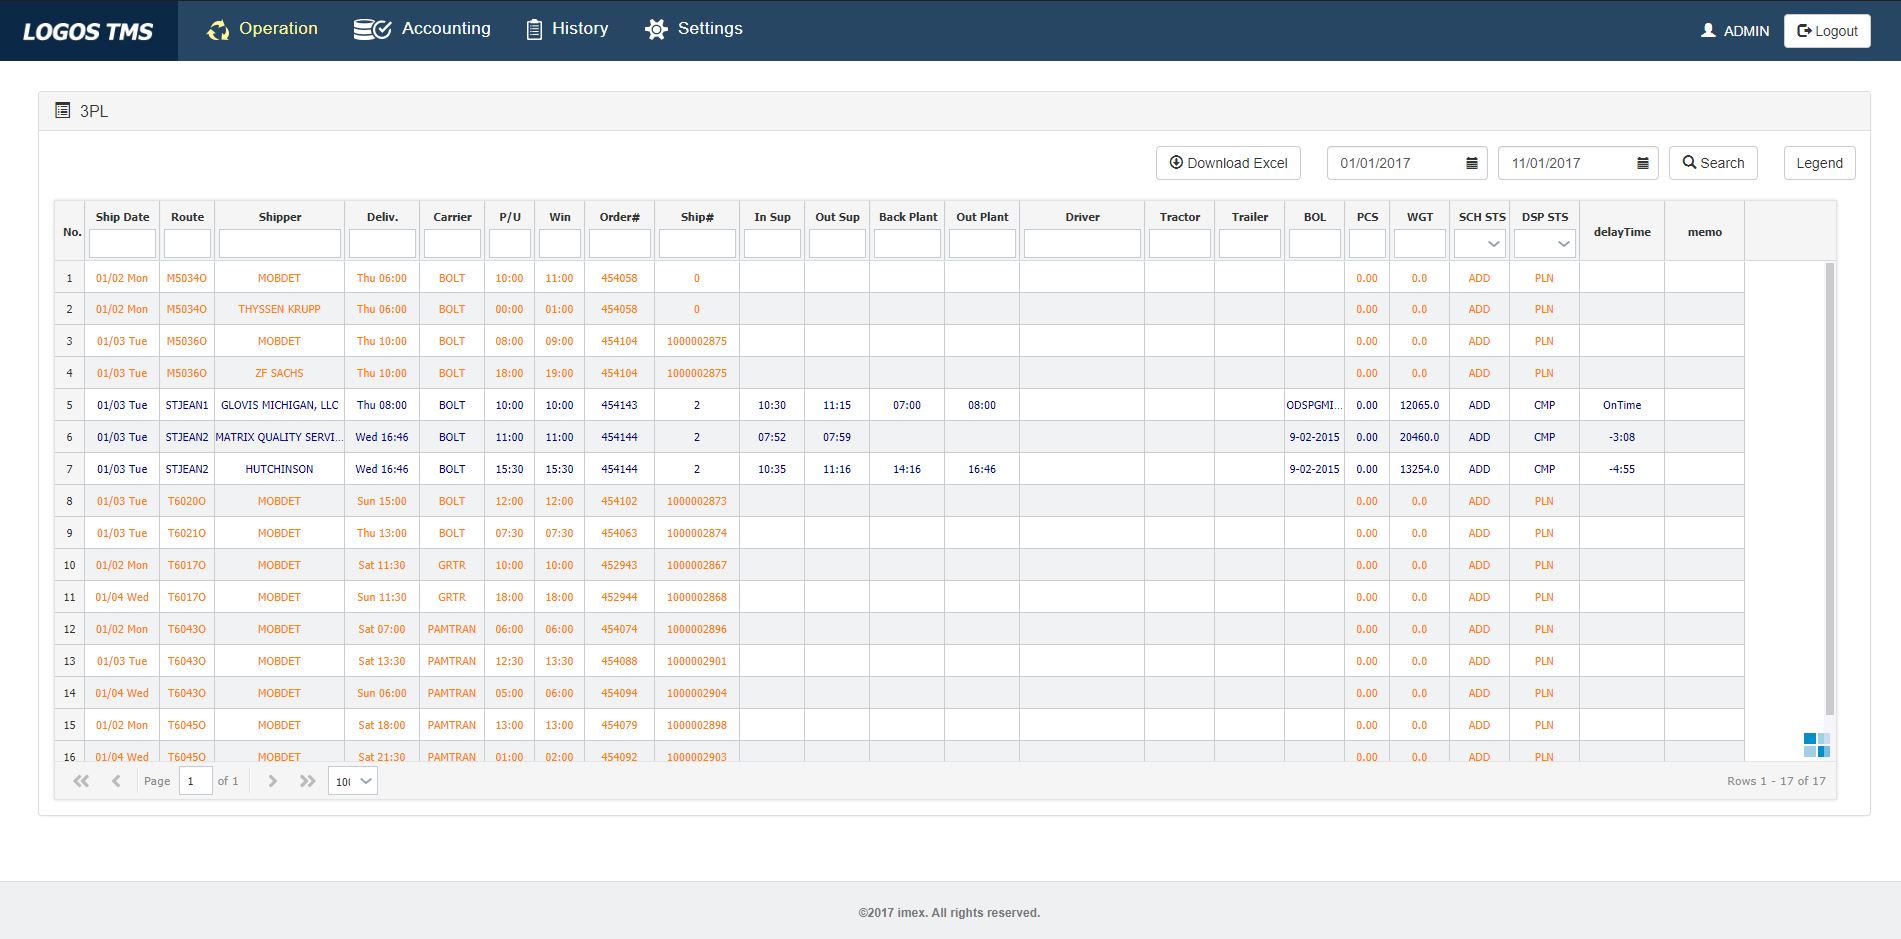 LOGOS TMS Operation Accounting History Settings ADMIN Logout
3PL
Download Excel 01/01/2017 11/01/2017 Search Legend
No. Ship Date Route Shipper Deliv. Carrier P/U Win Order# Ship# In Sup Out Sup Back Plant Out Plant Driver Tractor Trailer BOL PCS WGT SCH STS DSP STS delayTime memo
1 01/02 Mon M5034O MOBDET Thu 06:00 BOLT 10:00 11:00 454058 0 0.00 0.0 ADD PLN
2 01/02 Mon M5034O THYSSEN KRUPP Thu 06:00 BOLT 00:00 01:00 454058 0 0.00 0.0 ADD PLN
3 01/03 Tue M5036O MOBDET Thu 10:00 BOLT 08:00 09:00 454104 1000002875 0.00 0.0 ADD PLN
4 01/03 Tue M5036O ZF SACHS Thu 10:00 BOLT 18:00 19:00 454104 1000002875 0.00 0.0 ADD PLN
5 01/03 Tue STJEAN1 GLOVIS MICHIGAN, LLC Thu 08:00 BOLT 10:00 10:00 454143 2 10:30 11:15 07:00 08:00 ODSPGMI... 0.00 12065.0 ADD CMP OnTime
6 01/03 Tue STJEAN2 MATRIX QUALITY SERVI... Wed 16:46 BOLT 11:00 11:00 454144 2 07:52 07:59 9-02-2015 0.00 20460.0 ADD CMP -3:08
7 01/03 Tue STJEAN2 HUTCHINSON Wed 16:46 BOLT 15:30 15:30 454144 2 10:35 11:16 14:16 16:46 9-02-2015 0.00 13254.0 ADD CMP -4:55
8 01/03 Tue T6020O MOBDET Sun 15:00 BOLT 12:00 12:00 454102 1000002873 0.00 0.0 ADD PLN
9 01/03 Tue T6021O MOBDET Thu 13:00 BOLT 07:30 07:30 454063 1000002874 0.00 0.0 ADD PLN
10 01/02 Mon T6017O MOBDET Sat 11:30 GRTR 10:00 10:00 452943 1000002867 0.00 0.0 ADD PLN
11 01/04 Wed T6017O MOBDET Sun 11:30 GRTR 18:00 18:00 452944 1000002868 0.00 0.0 ADD PLN
12 01/02 Mon T6043O MOBDET Sat 07:00 PAMTRAN 06:00 06:00 454074 1000002896 0.00 0.0 ADD PLN
13 01/03 Tue T6043O MOBDET Sat 13:30 PAMTRAN 12:30 13:30 454088 1000002901 0.00 0.0 ADD PLN
14 01/04 Wed T6043O MOBDET Sun 06:00 PAMTRAN 05:00 06:00 454094 1000002904 0.00 0.0 ADD PLN
15 01/02 Mon T6045O MOBDET Sat 18:00 PAMTRAN 13:00 13:00 454079 1000002898 0.00 0.0 ADD PLN
16 01/04 Wed T6045O MOBDET Sat 21:30 PAMTRAN 01:00 02:00 454092 1000002903 0.00 0.0 ADD PLN
Page 1 of 1 10 Rows 1 - 17 of 17
©2017 imex. All rights reserved.